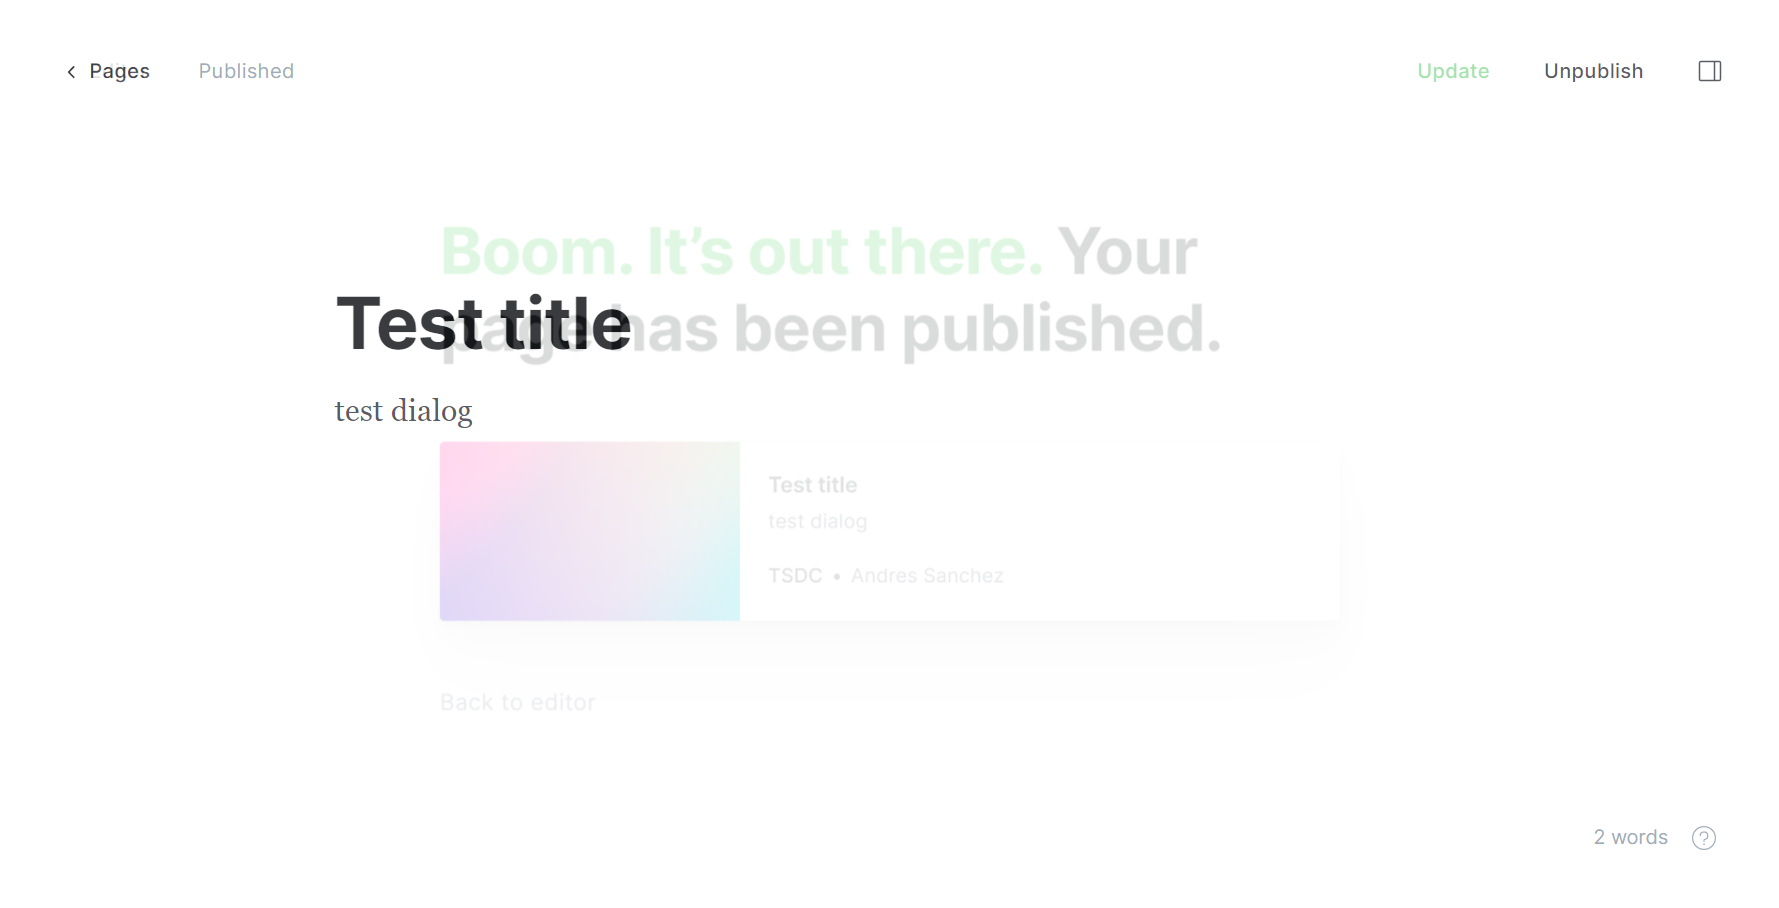 Pages Published Update Unpublish
Boom. It’s out there. Your
page has been published.
Test title
test dialog
Test title
test dialog
TSDC • Andres Sanchez
Back to editor
2 words ?